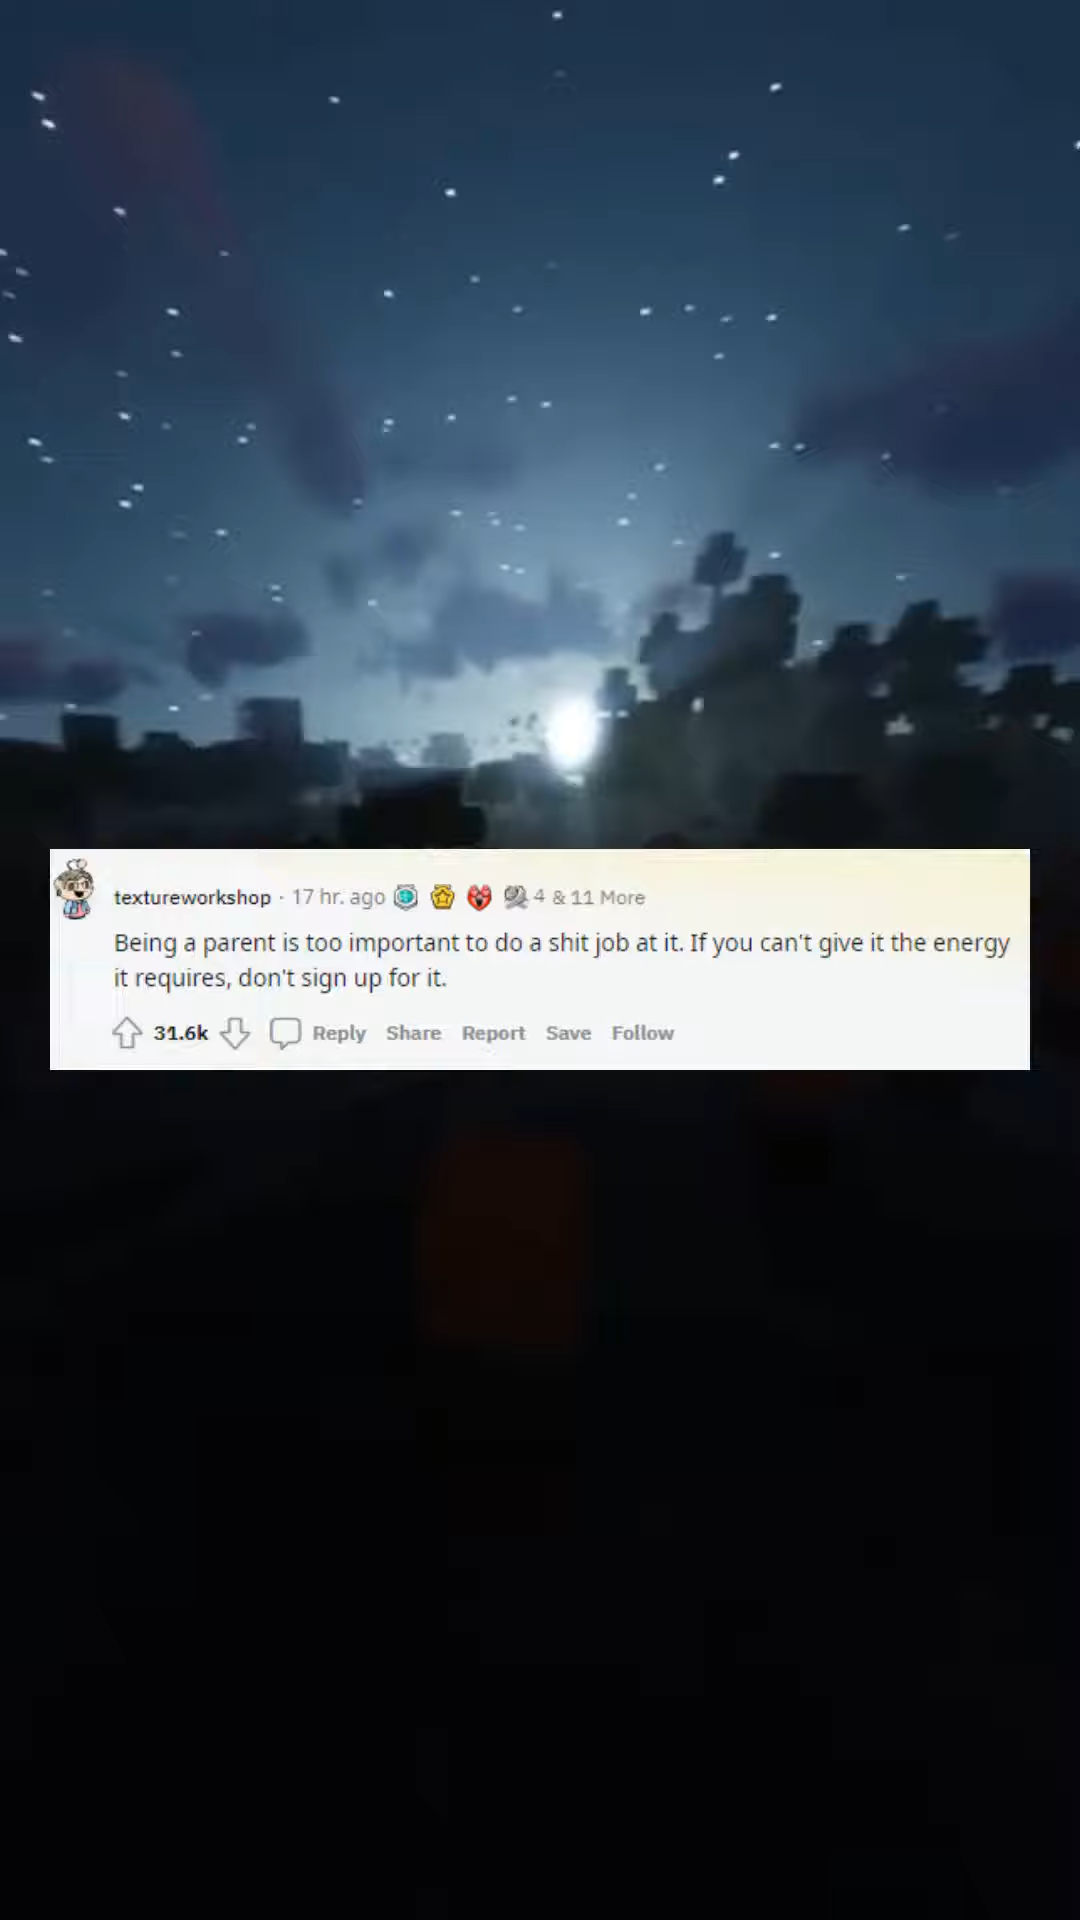 textureworkshop · 17 hr. ago 4 & 11 More
Being a parent is too important to do a shit job at it. If you can't give it the energy
it requires, don't sign up for it.
31.6k Reply Share Report Save Follow